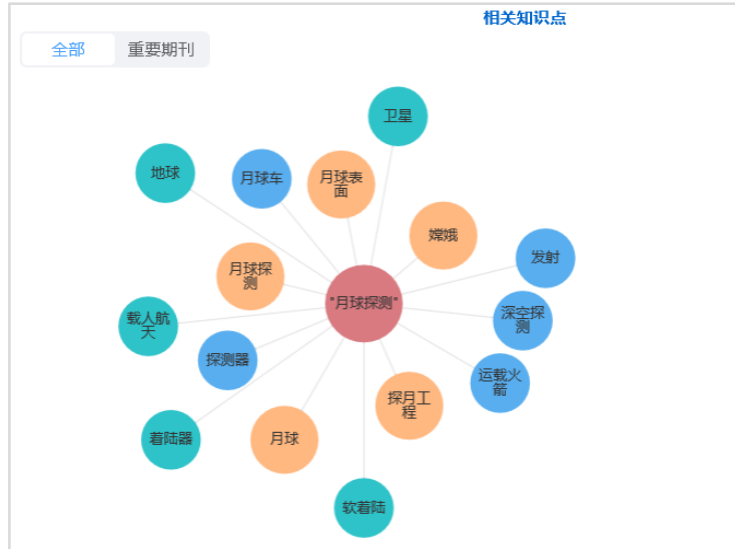 相关知识点
全部
重要期刊
卫星
地球
月球车
月球表
面
嫦娥
发射
月球探
测
"月球探测"
深空探
测
载人航
天
探测器
运载火
箭
探月工
程
着陆器
月球
软着陆